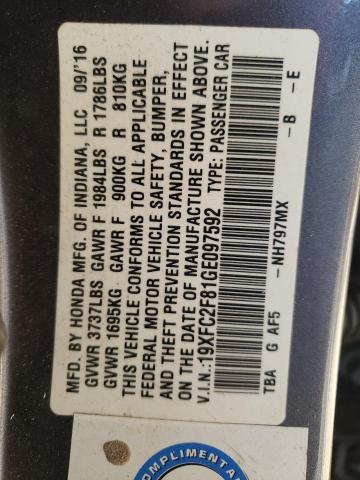 MFD. BY HONDA MFG. OF INDIANA, LLC 09/'16
GVWR 3737LBS GAWR F 1984LBS R 1786LBS
GVWR 1695KG GAWR F 900KG R 810KG
THIS VEHICLE CONFORMS TO ALL APPLICABLE
FEDERAL MOTOR VEHICLE SAFETY, BUMPER,
AND THEFT PREVENTION STANDARDS IN EFFECT
ON THE DATE OF MANUFACTURE SHOWN ABOVE.
V.I.N.:19XFC2F81GE097592 TYPE: PASSENGER CAR
TBA G AF5 - NH797MX - B - E
COMPLIMENTA